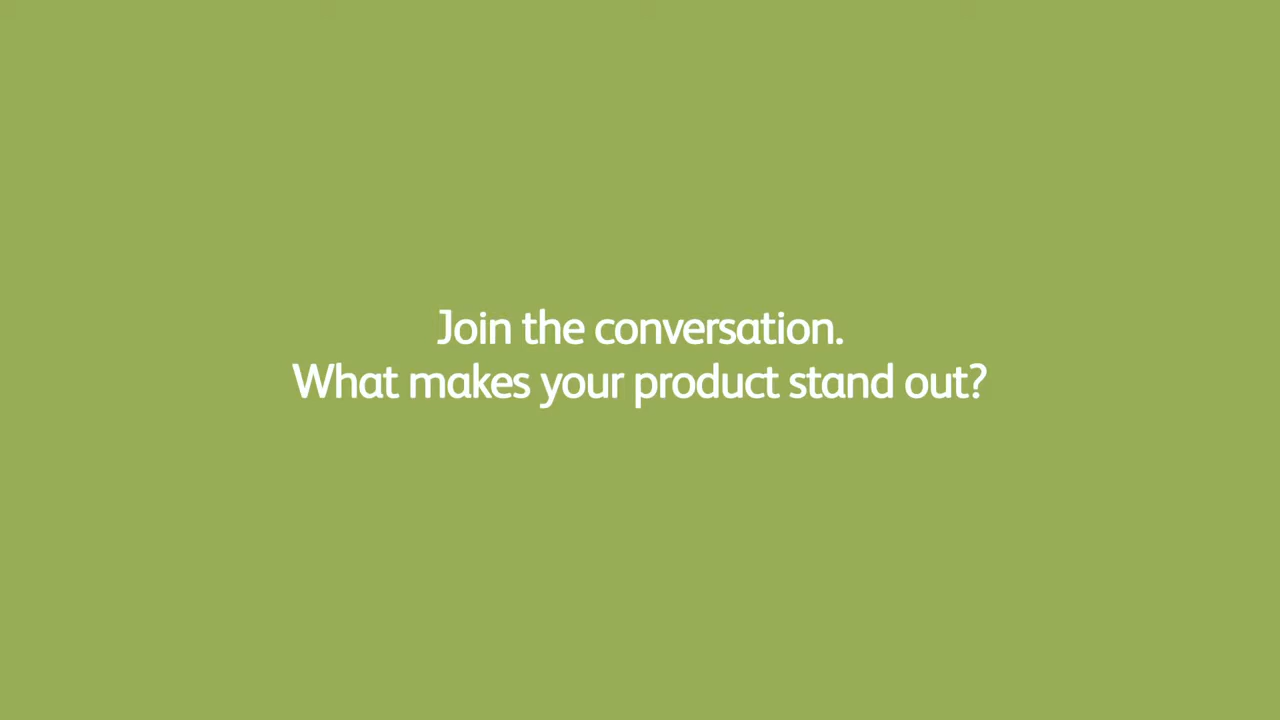 Join the conversation.
What makes your product stand out?